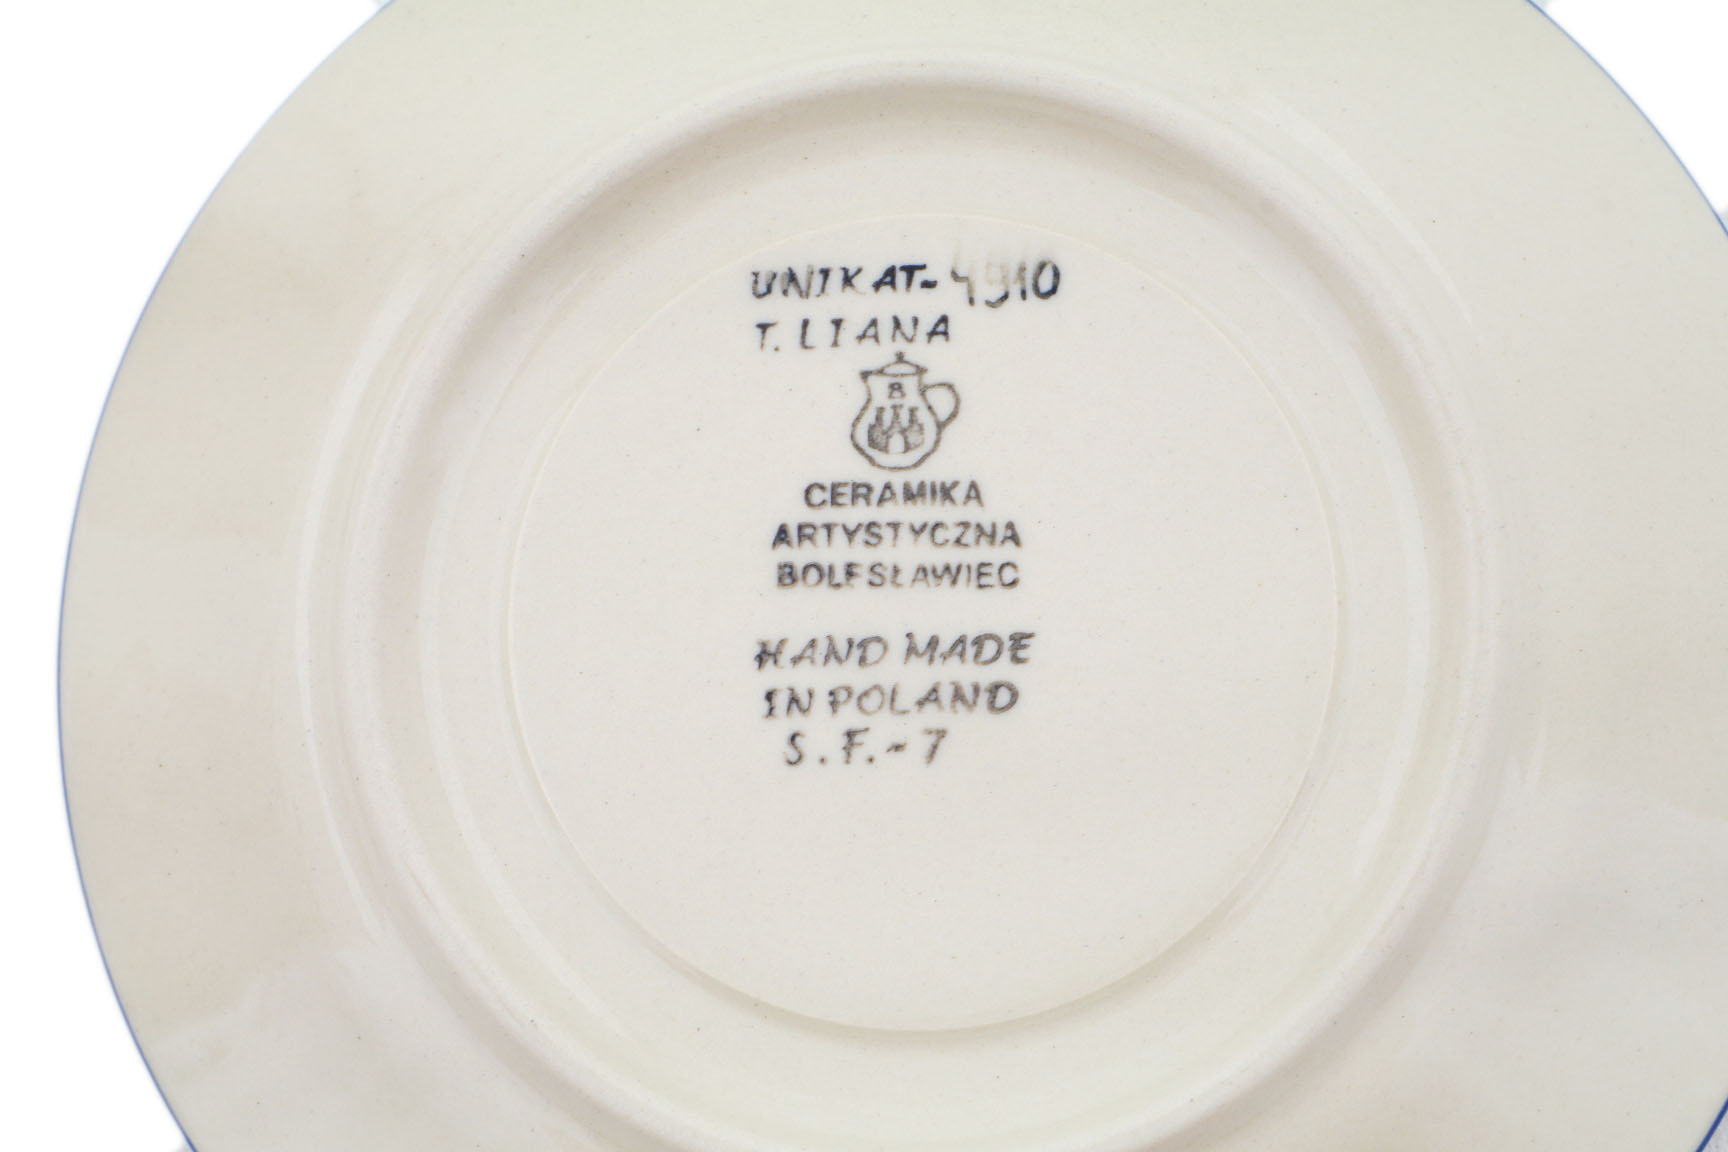 UNIKAT-4910
T. LIANA
B
CERAMIKA
ARTYSTYCZNA
BOLESŁAWIEC
HAND MADE
IN POLAND
S.F.-7